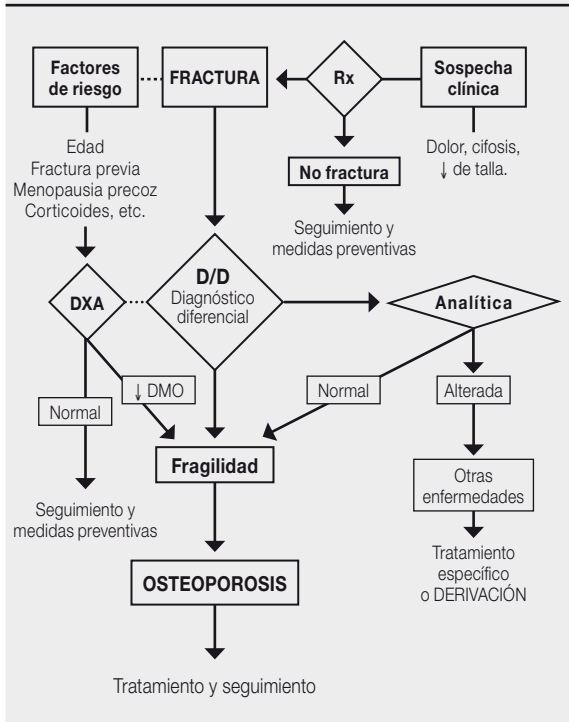 Factores
de riesgo
FRACTURA
Rx
Sospecha
clínica
Edad
Fractura previa
Menopausia precoz
Corticoides, etc.
No fractura
Dolor, cifosis,
↓ de talla.
Seguimiento y
medidas preventivas
DXA
D/D
Diagnóstico
diferencial
Analítica
Normal
↓ DMO
Normal
Alterada
Fragilidad
Otras
enfermedades
Seguimiento y
medidas preventivas
Tratamiento
específico
o DERIVACIÓN
OSTEOPOROSIS
Tratamiento y seguimiento